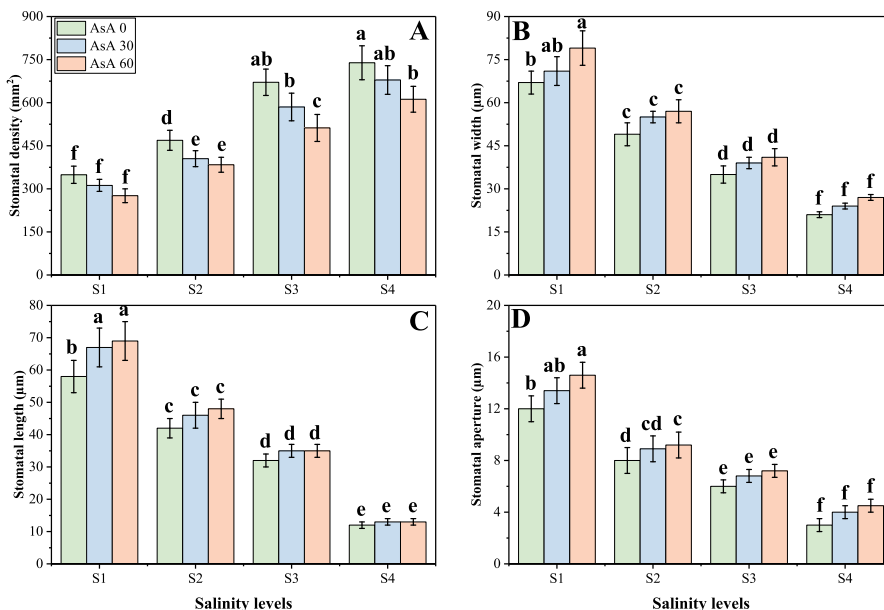 A
AsA 0
AsA 30
AsA 60
Stomatal density (mm²)
900
750
600
450
300
150
0
f f f
d e e
ab b c
a ab b
S1 S2 S3 S4
B
Stomatal width (μm)
90
75
60
45
30
15
0
b ab a
c c c
d d d
f f f
S1 S2 S3 S4
C
Stomatal length (μm)
80
70
60
50
40
30
20
10
0
b a a
c c c
d d d
e e e
S1 S2 S3 S4
Salinity levels
D
Stomatal aperture (μm)
20
16
12
8
4
0
b ab a
d cd c
e e e
f f f
S1 S2 S3 S4
Salinity levels